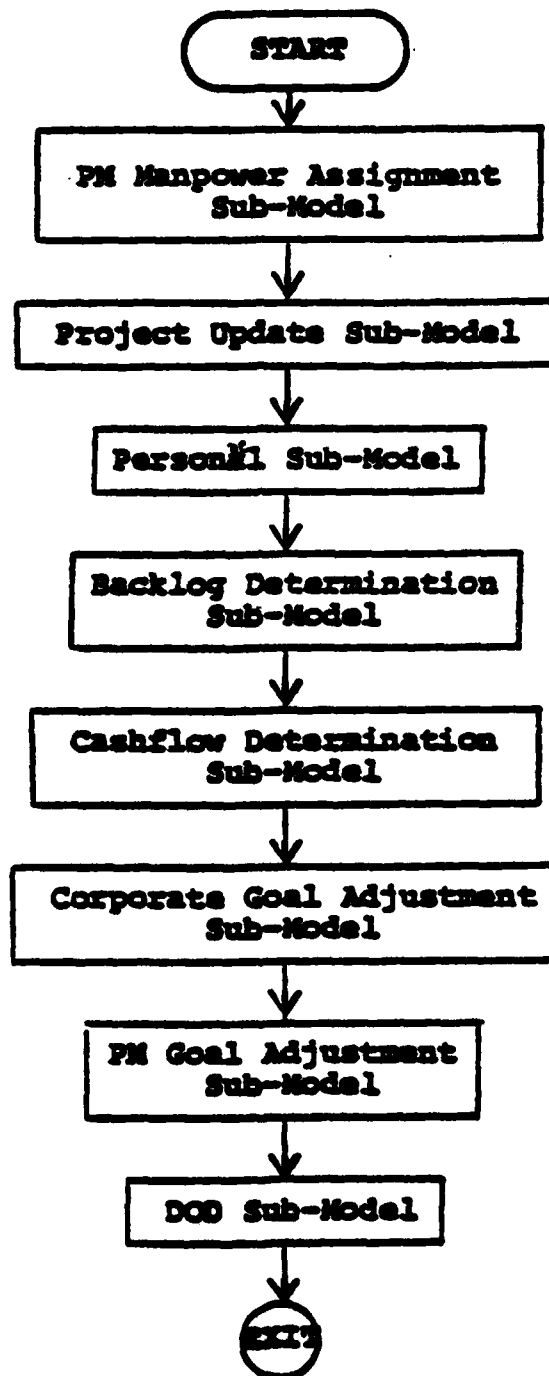 START
PM Manpower Assignment
Sub-Model
Project Update Sub-Model
Personal Sub-Model
Backlog Determination
Sub-Model
Cashflow Determination
Sub-Model
Corporate Goal Adjustment
Sub-Model
PM Goal Adjustment
Sub-Model
DOD Sub-Model
EXIT